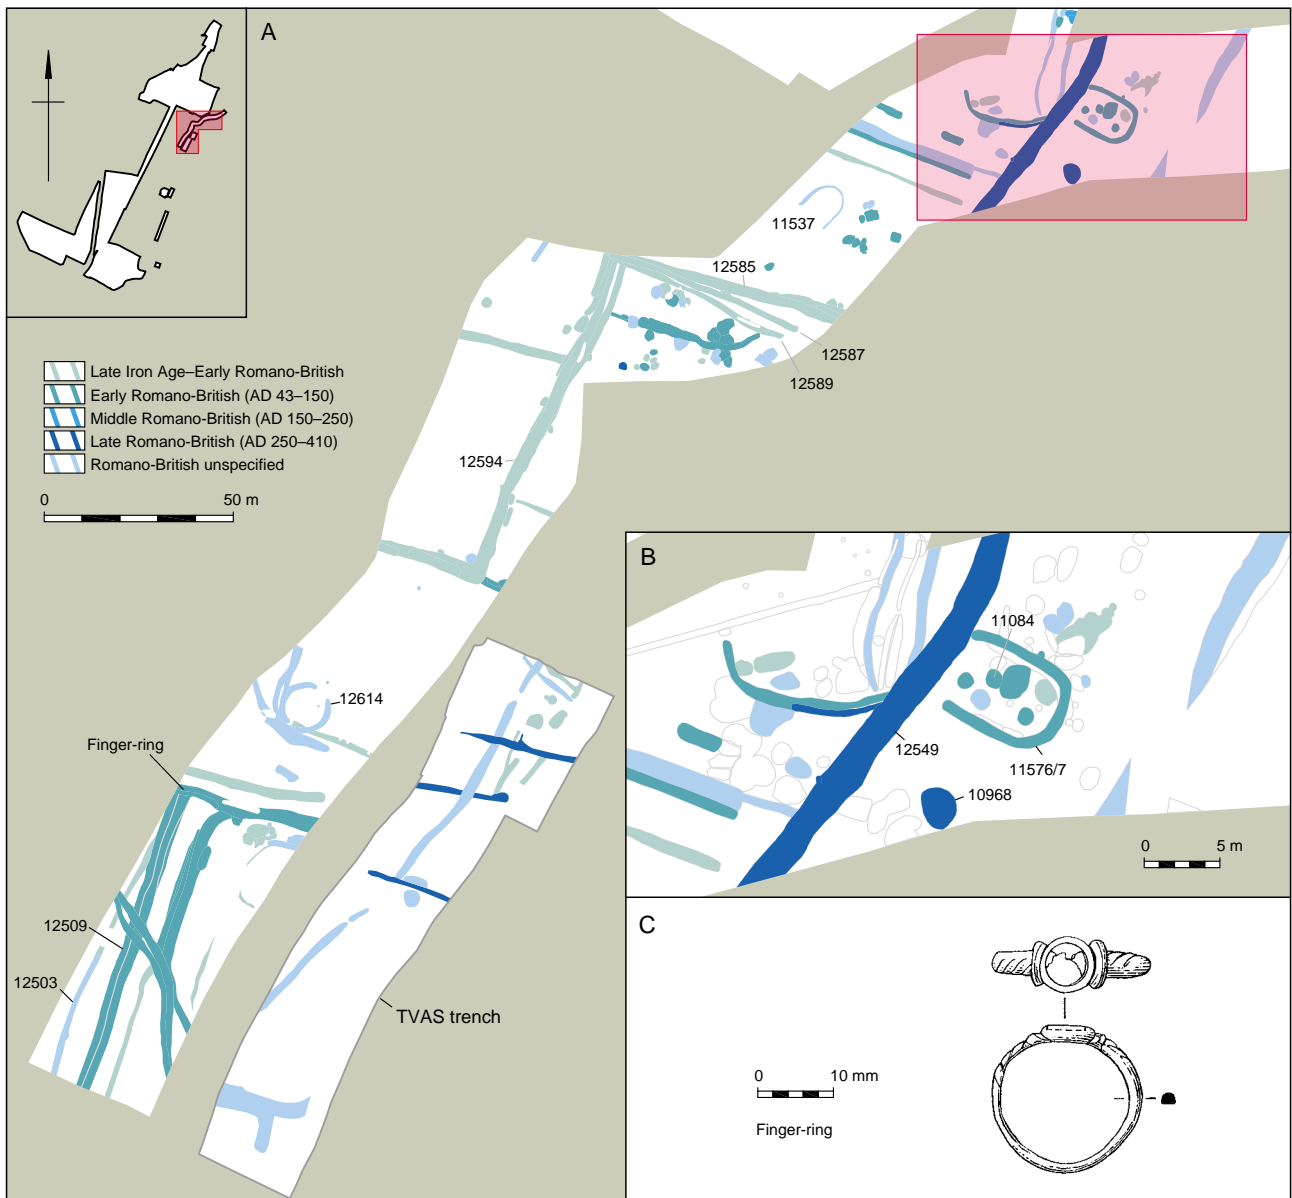 A
11537
12585
12587
12589
Late Iron Age–Early Romano-British
Early Romano-British (AD 43–150)
Middle Romano-British (AD 150–250)
Late Romano-British (AD 250–410)
Romano-British unspecified
0 50 m
12594
12614
Finger-ring
12509
12503
TVAS trench
B
11084
12549
11576/7
10968
0 5 m
C
0 10 mm
Finger-ring